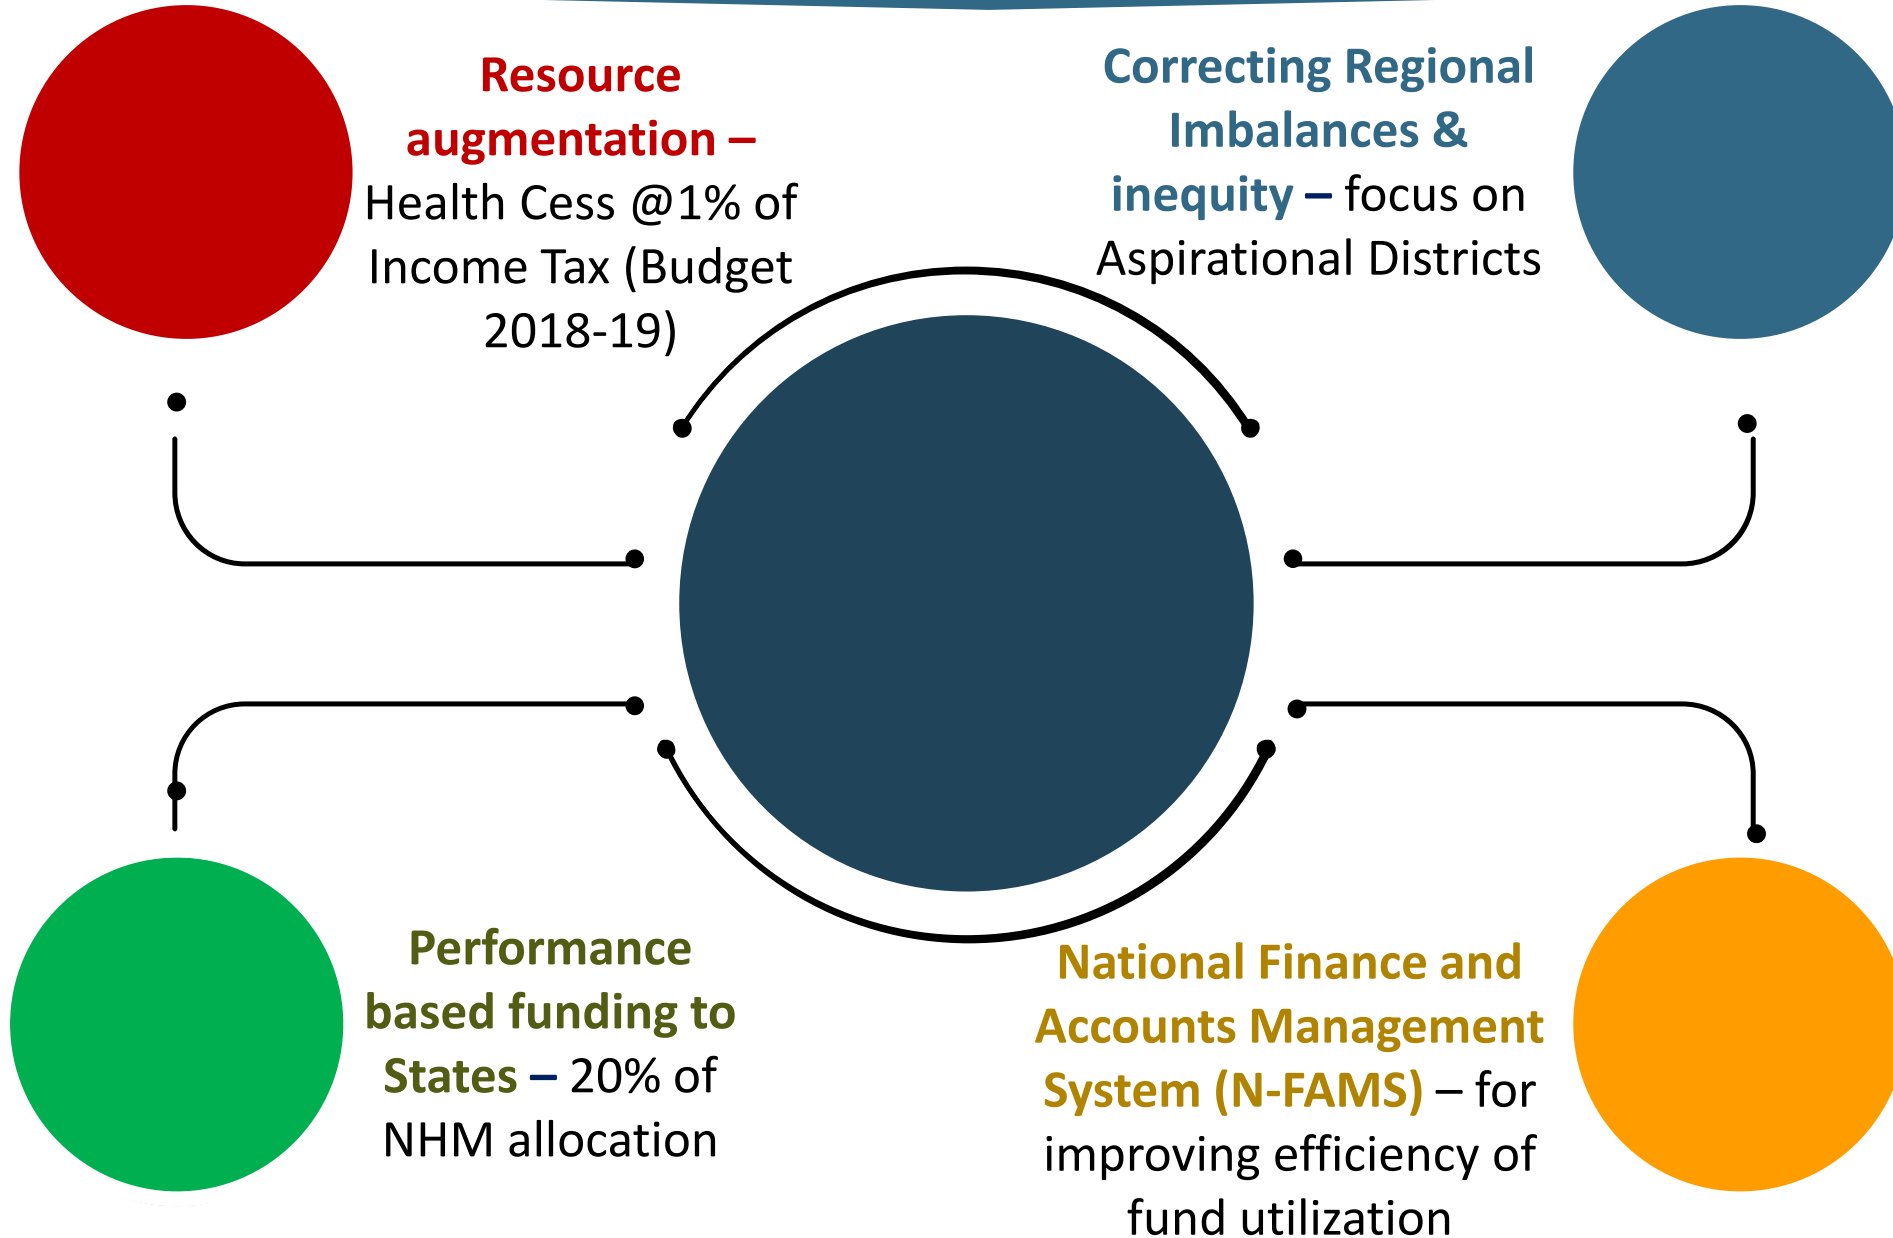 Resource
augmentation –
Health Cess @1% of
Income Tax (Budget
2018-19)
Correcting Regional
Imbalances &
inequity – focus on
Aspirational Districts
Performance
based funding to
States – 20% of
NHM allocation
National Finance and
Accounts Management
System (N-FAMS) – for
improving efficiency of
fund utilization